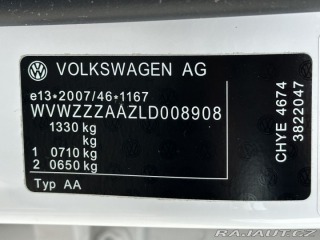 VOLKSWAGEN AG
e13*2007/46*1167
WVWZZZAAZLD008908
1330 kg
kg
1 0710 kg
2 0650 kg
Typ AA
CHYE 4674
3822047
RAJAUT.CZ